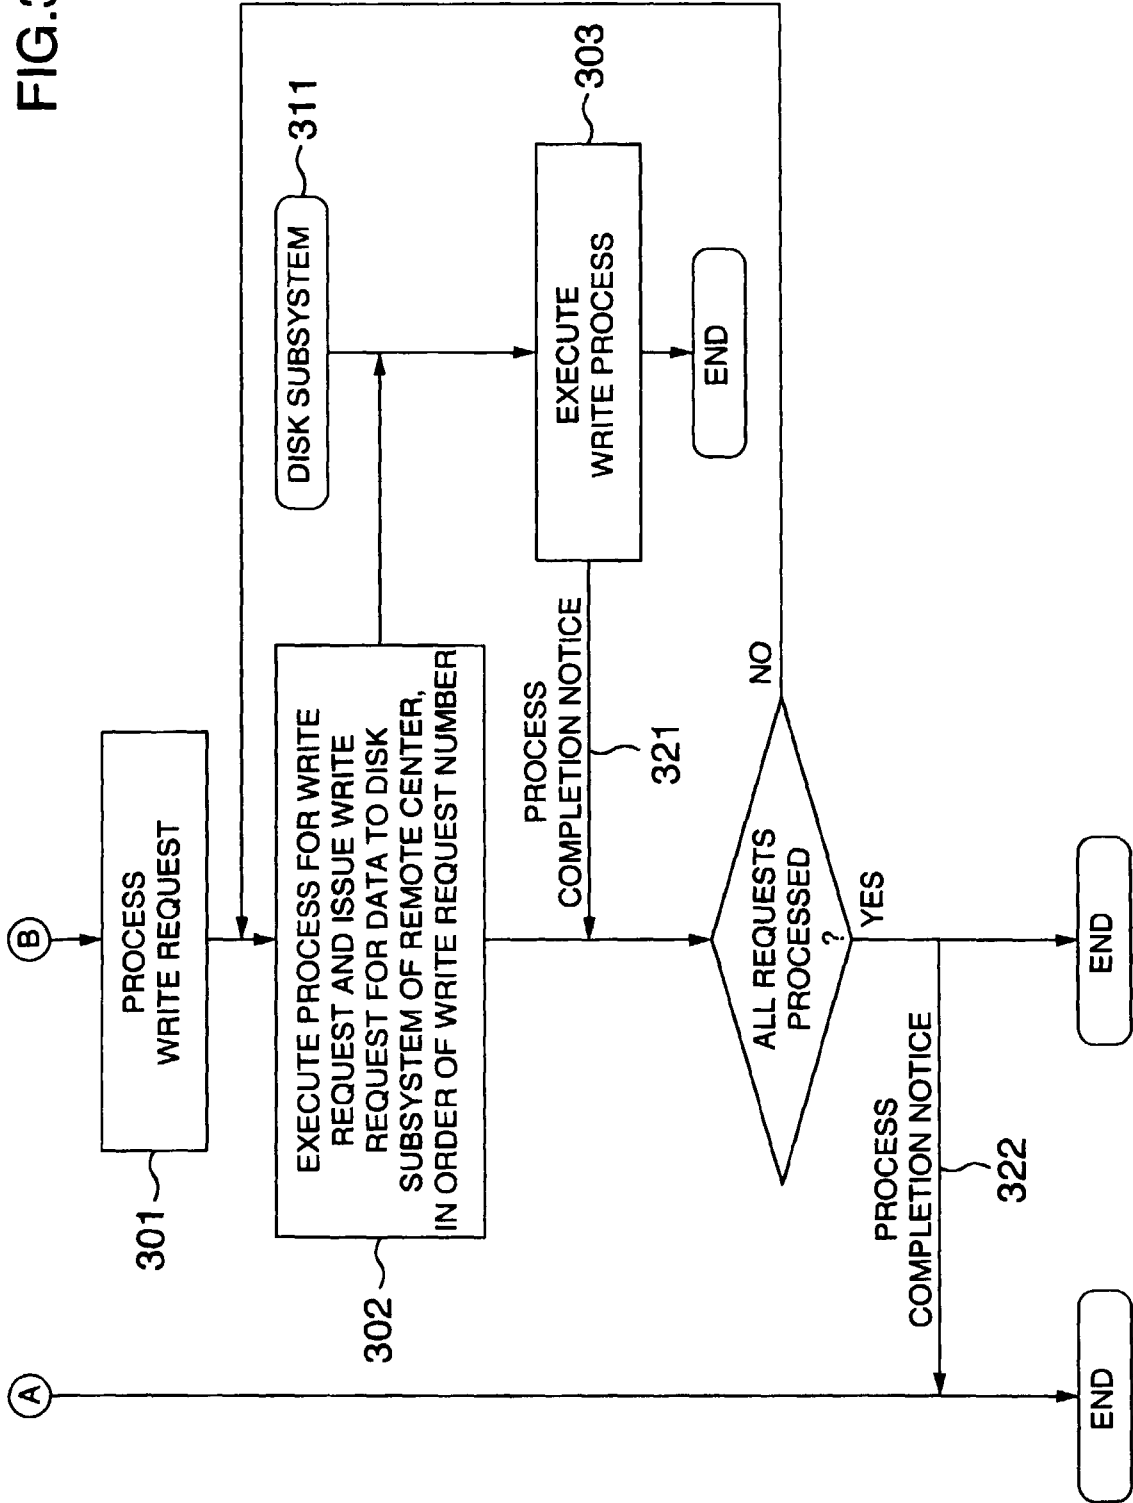 FIG.3
A
B
PROCESS
WRITE REQUEST
301
EXECUTE PROCESS FOR WRITE
REQUEST AND ISSUE WRITE
REQUEST FOR DATA TO DISK
SUBSYSTEM OF REMOTE CENTER,
IN ORDER OF WRITE REQUEST NUMBER
302
DISK SUBSYSTEM
311
EXECUTE
WRITE PROCESS
303
END
PROCESS
COMPLETION NOTICE
321
ALL REQUESTS
PROCESSED
?
NO
YES
PROCESS
COMPLETION NOTICE
322
END
END